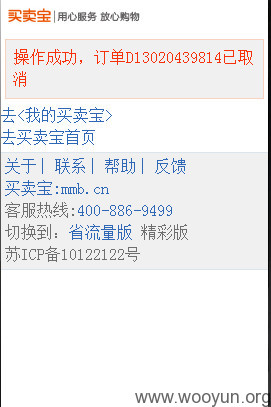 买卖宝 | 用心服务 放心购物
操作成功，订单D13020439814已取
消
去<我的买卖宝>
去买卖宝首页
关于| 联系| 帮助| 反馈
买卖宝:mmb.cn
客服热线:400-886-9499
切换到：省流量版 精彩版
苏ICP备10122122号
www.wooyun.org